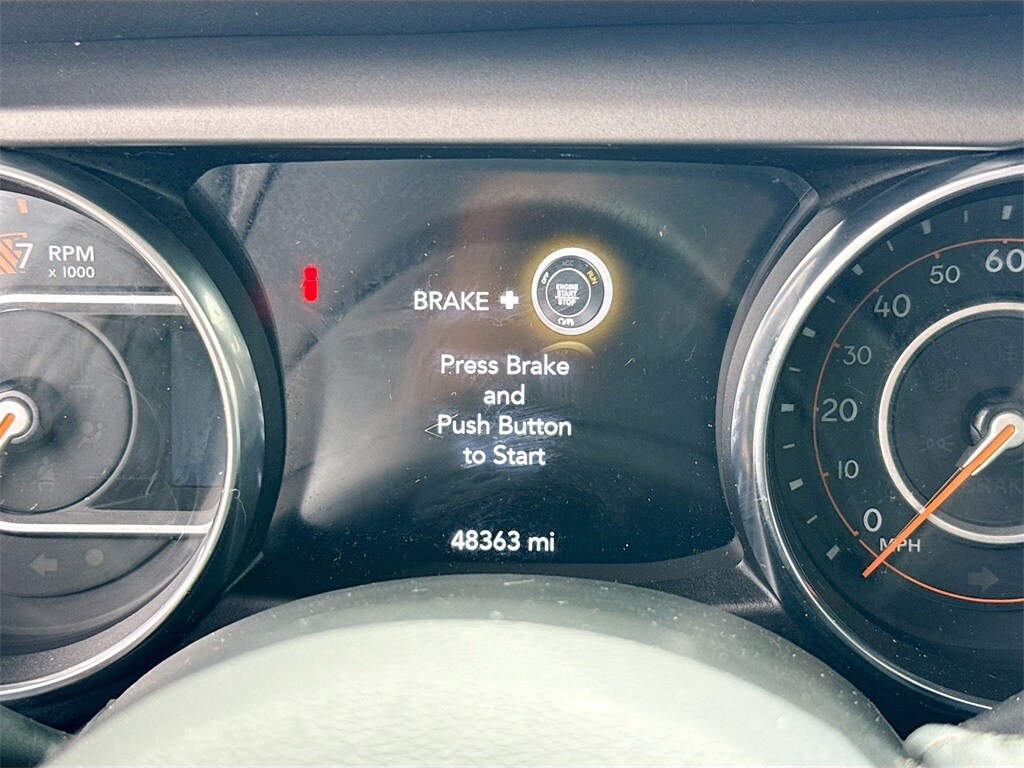 7
RPM
x 1000
BRAKE +
OFF
ACC
RUN
ENGINE
START
STOP
Press Brake
and
Push Button
to Start
48363 mi
60
50
40
30
20
10
0
MPH
BRAKE